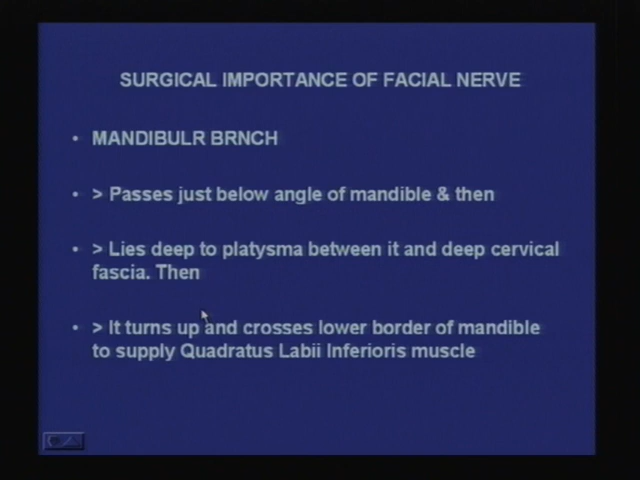 SURGICAL IMPORTANCE OF FACIAL NERVE
• MANDIBULR BRNCH
• > Passes just below angle of mandible & then
• > Lies deep to platysma between it and deep cervical
fascia. Then
• > It turns up and crosses lower border of mandible
to supply Quadratus Labii Inferioris muscle